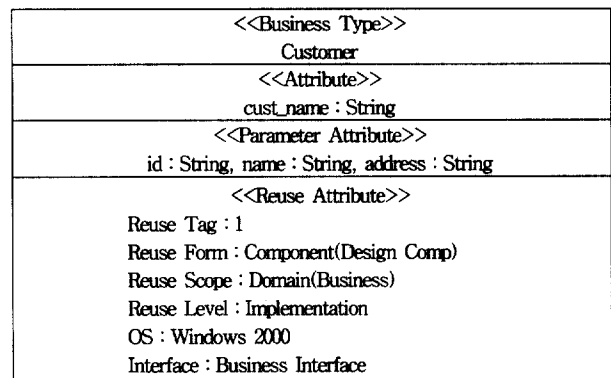 <<Business Type>>
Customer
<<Attribute>>
cust_name : String
<<Parameter Attribute>>
id : String, name : String, address : String
<<Reuse Attribute>>
Reuse Tag : 1
Reuse Form : Component(Design Comp)
Reuse Scope : Domain(Business)
Reuse Level : Implementation
OS : Windows 2000
Interface : Business Interface